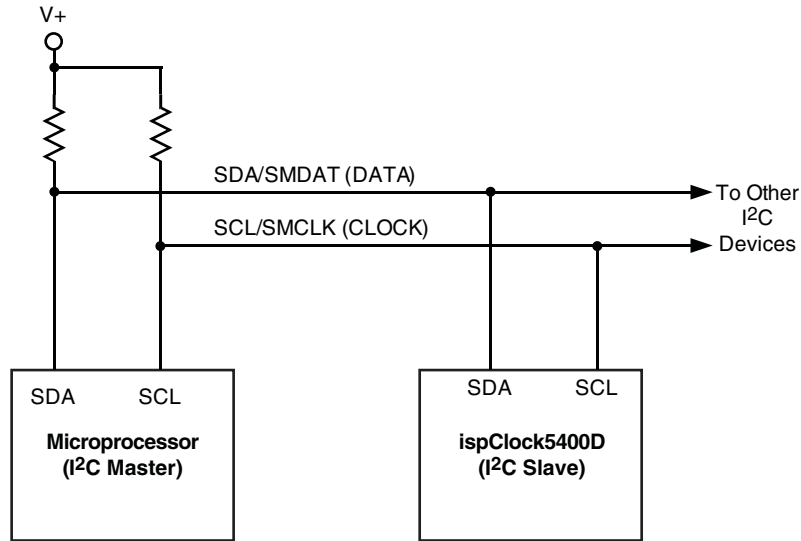 V+
SDA/SMDAT (DATA)
To Other
I2C
Devices
SCL/SMCLK (CLOCK)
SDA SCL
Microprocessor
(I2C Master)
SDA SCL
ispClock5400D
(I2C Slave)